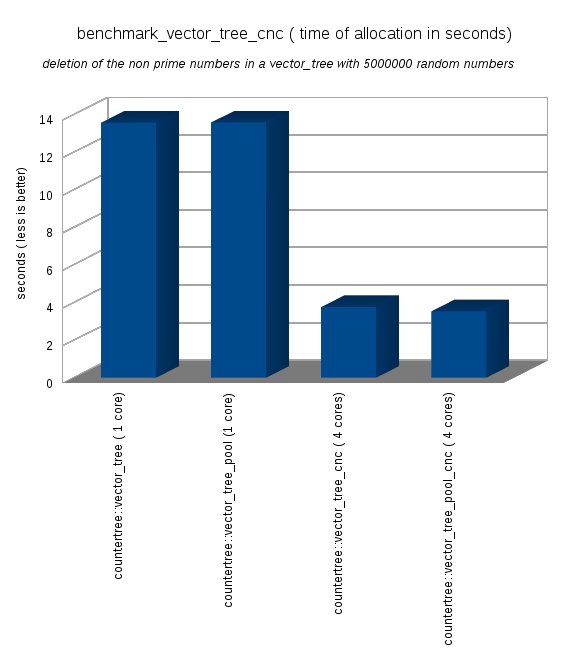 benchmark_vector_tree_cnc ( time of allocation in seconds)
deletion of the non prime numbers in a vector_tree with 5000000 random numbers
seconds ( less is better)
14
12
10
8
6
4
2
0
countertree::vector_tree ( 1 core)
countertree::vector_tree_pool (1 core)
countertree::vector_tree_cnc ( 4 cores)
countertree::vector_tree_pool_cnc ( 4 cores)